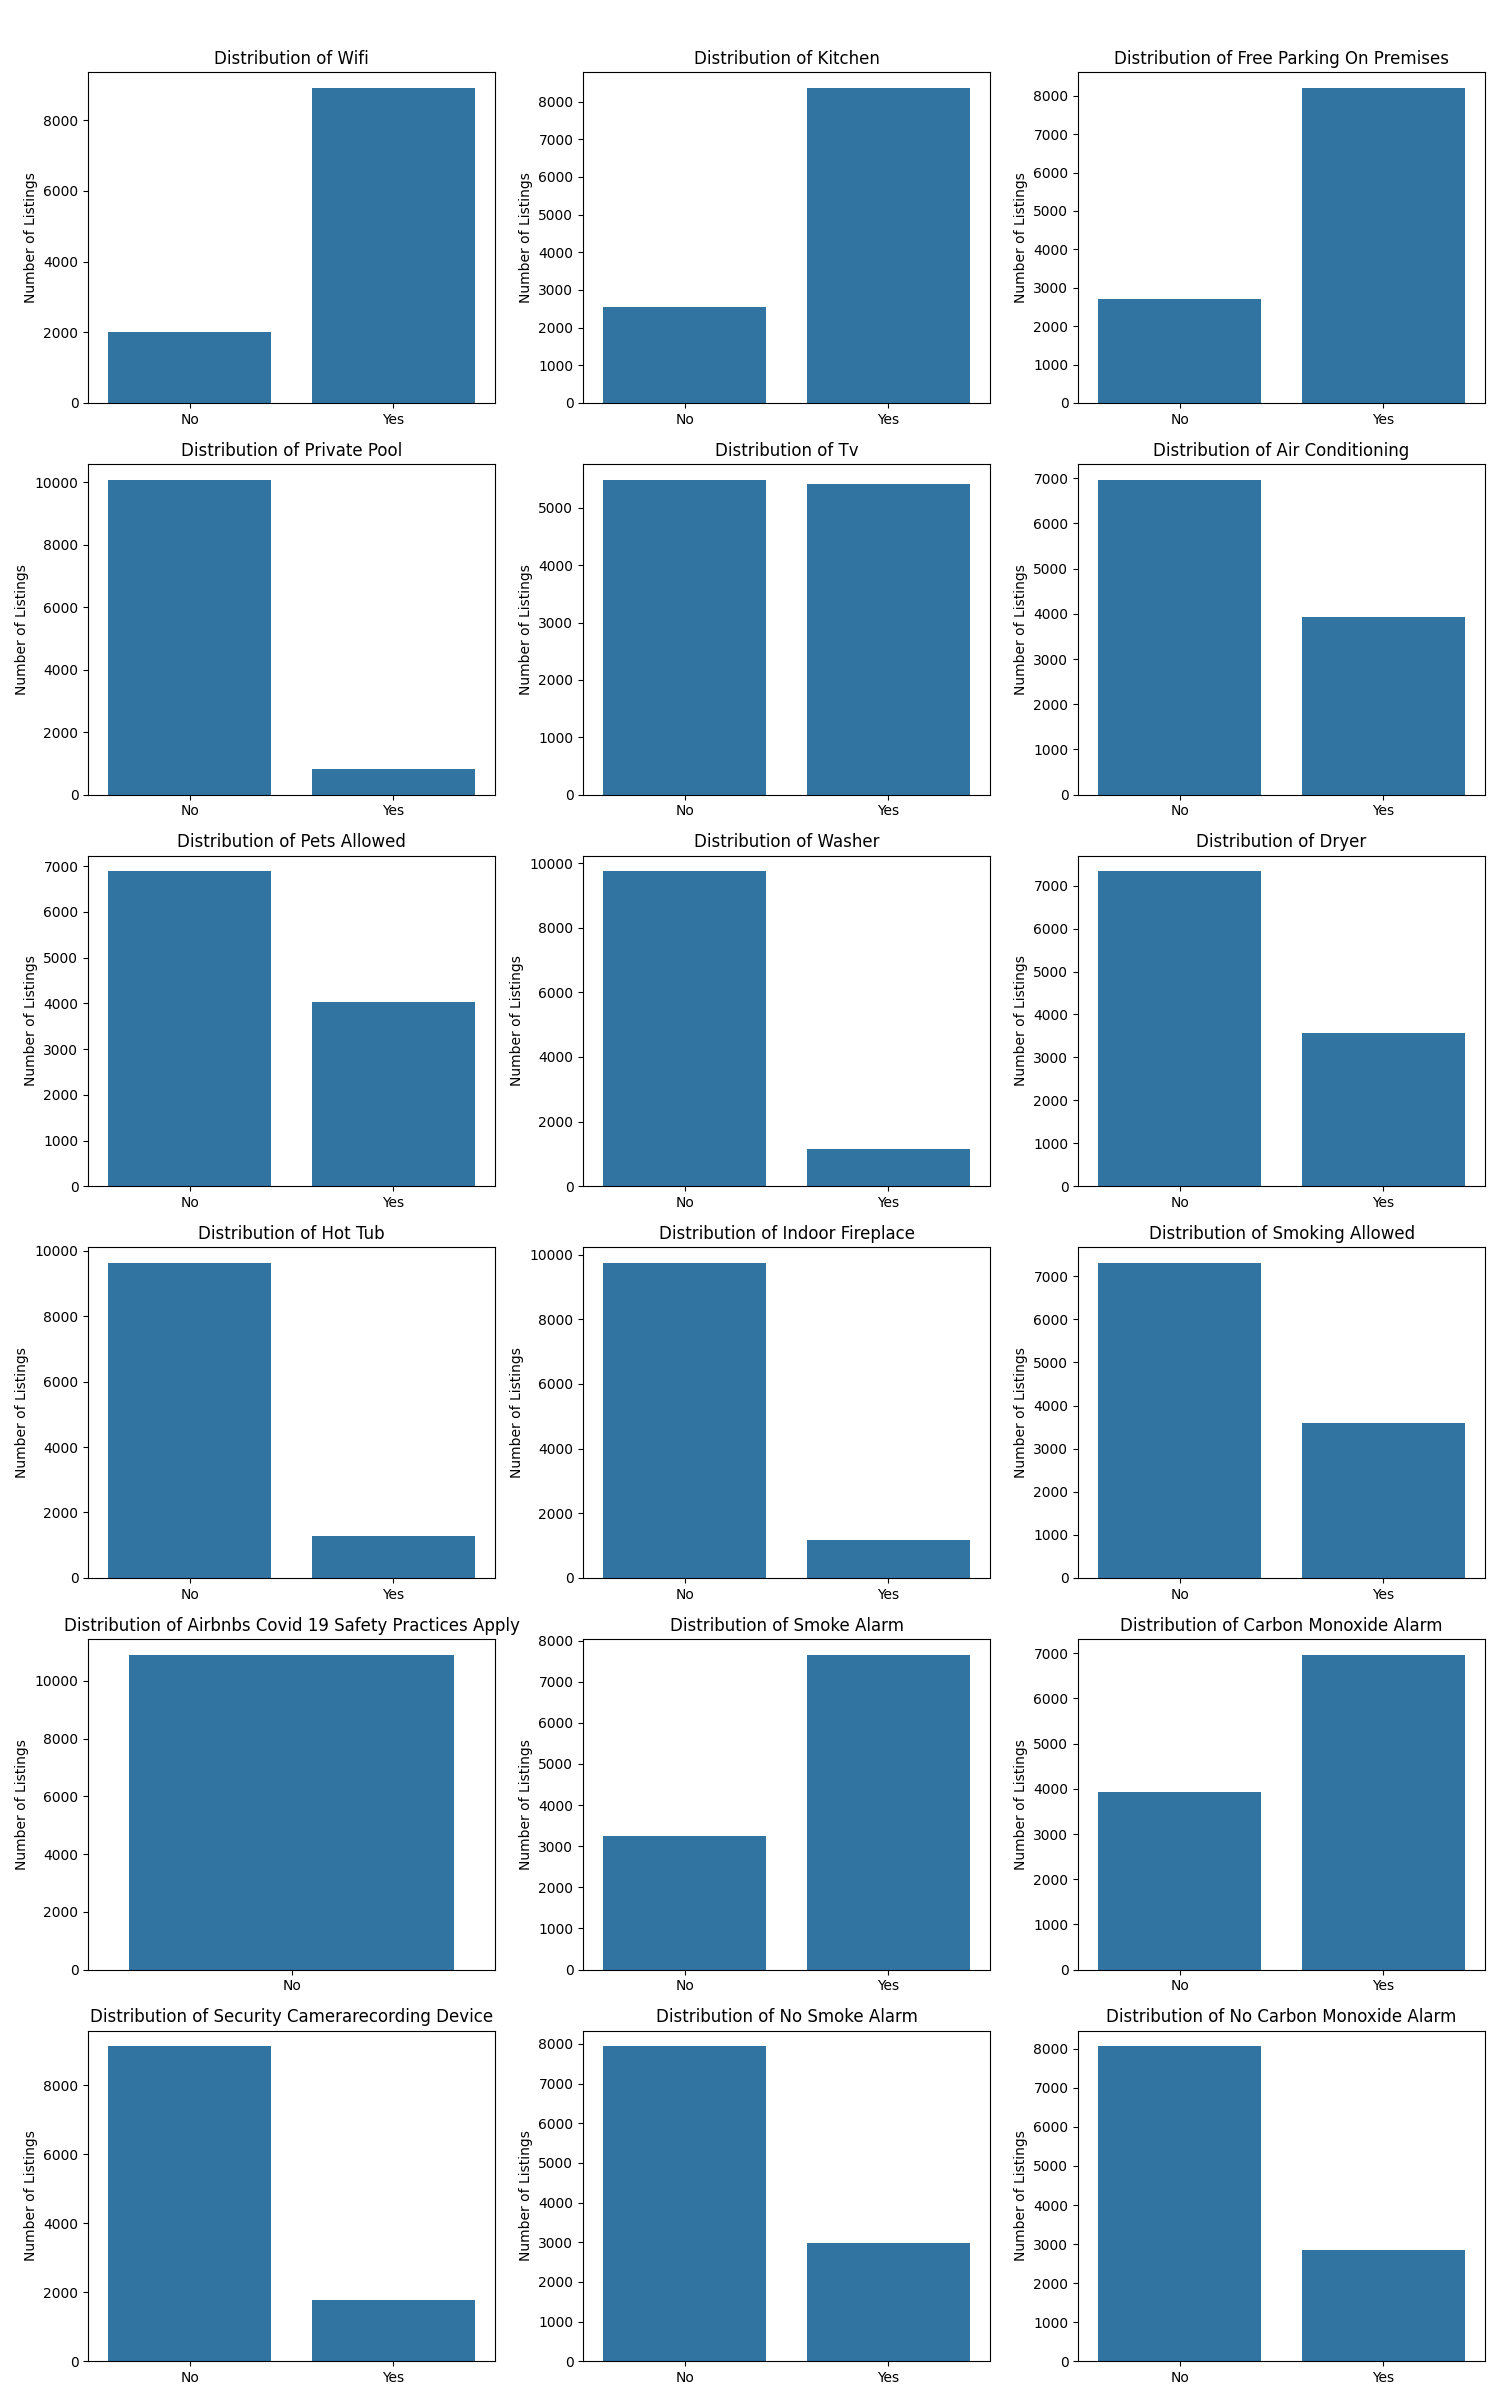 Distribution of Wifi
Number of Listings
8000
6000
4000
2000
0
No
Yes
Distribution of Kitchen
Number of Listings
8000
7000
6000
5000
4000
3000
2000
1000
0
No
Yes
Distribution of Free Parking On Premises
Number of Listings
8000
7000
6000
5000
4000
3000
2000
1000
0
No
Yes
Distribution of Private Pool
Number of Listings
10000
8000
6000
4000
2000
0
No
Yes
Distribution of Tv
Number of Listings
5000
4000
3000
2000
1000
0
No
Yes
Distribution of Air Conditioning
Number of Listings
7000
6000
5000
4000
3000
2000
1000
0
No
Yes
Distribution of Pets Allowed
Number of Listings
7000
6000
5000
4000
3000
2000
1000
0
No
Yes
Distribution of Washer
Number of Listings
10000
8000
6000
4000
2000
0
No
Yes
Distribution of Dryer
Number of Listings
7000
6000
5000
4000
3000
2000
1000
0
No
Yes
Distribution of Hot Tub
Number of Listings
10000
8000
6000
4000
2000
0
No
Yes
Distribution of Indoor Fireplace
Number of Listings
10000
8000
6000
4000
2000
0
No
Yes
Distribution of Smoking Allowed
Number of Listings
7000
6000
5000
4000
3000
2000
1000
0
No
Yes
Distribution of Airbnbs Covid 19 Safety Practices Apply
Number of Listings
10000
8000
6000
4000
2000
0
No
Distribution of Smoke Alarm
Number of Listings
8000
7000
6000
5000
4000
3000
2000
1000
0
No
Yes
Distribution of Carbon Monoxide Alarm
Number of Listings
7000
6000
5000
4000
3000
2000
1000
0
No
Yes
Distribution of Security Camerarecording Device
Number of Listings
8000
6000
4000
2000
0
No
Yes
Distribution of No Smoke Alarm
Number of Listings
8000
7000
6000
5000
4000
3000
2000
1000
0
No
Yes
Distribution of No Carbon Monoxide Alarm
Number of Listings
8000
7000
6000
5000
4000
3000
2000
1000
0
No
Yes